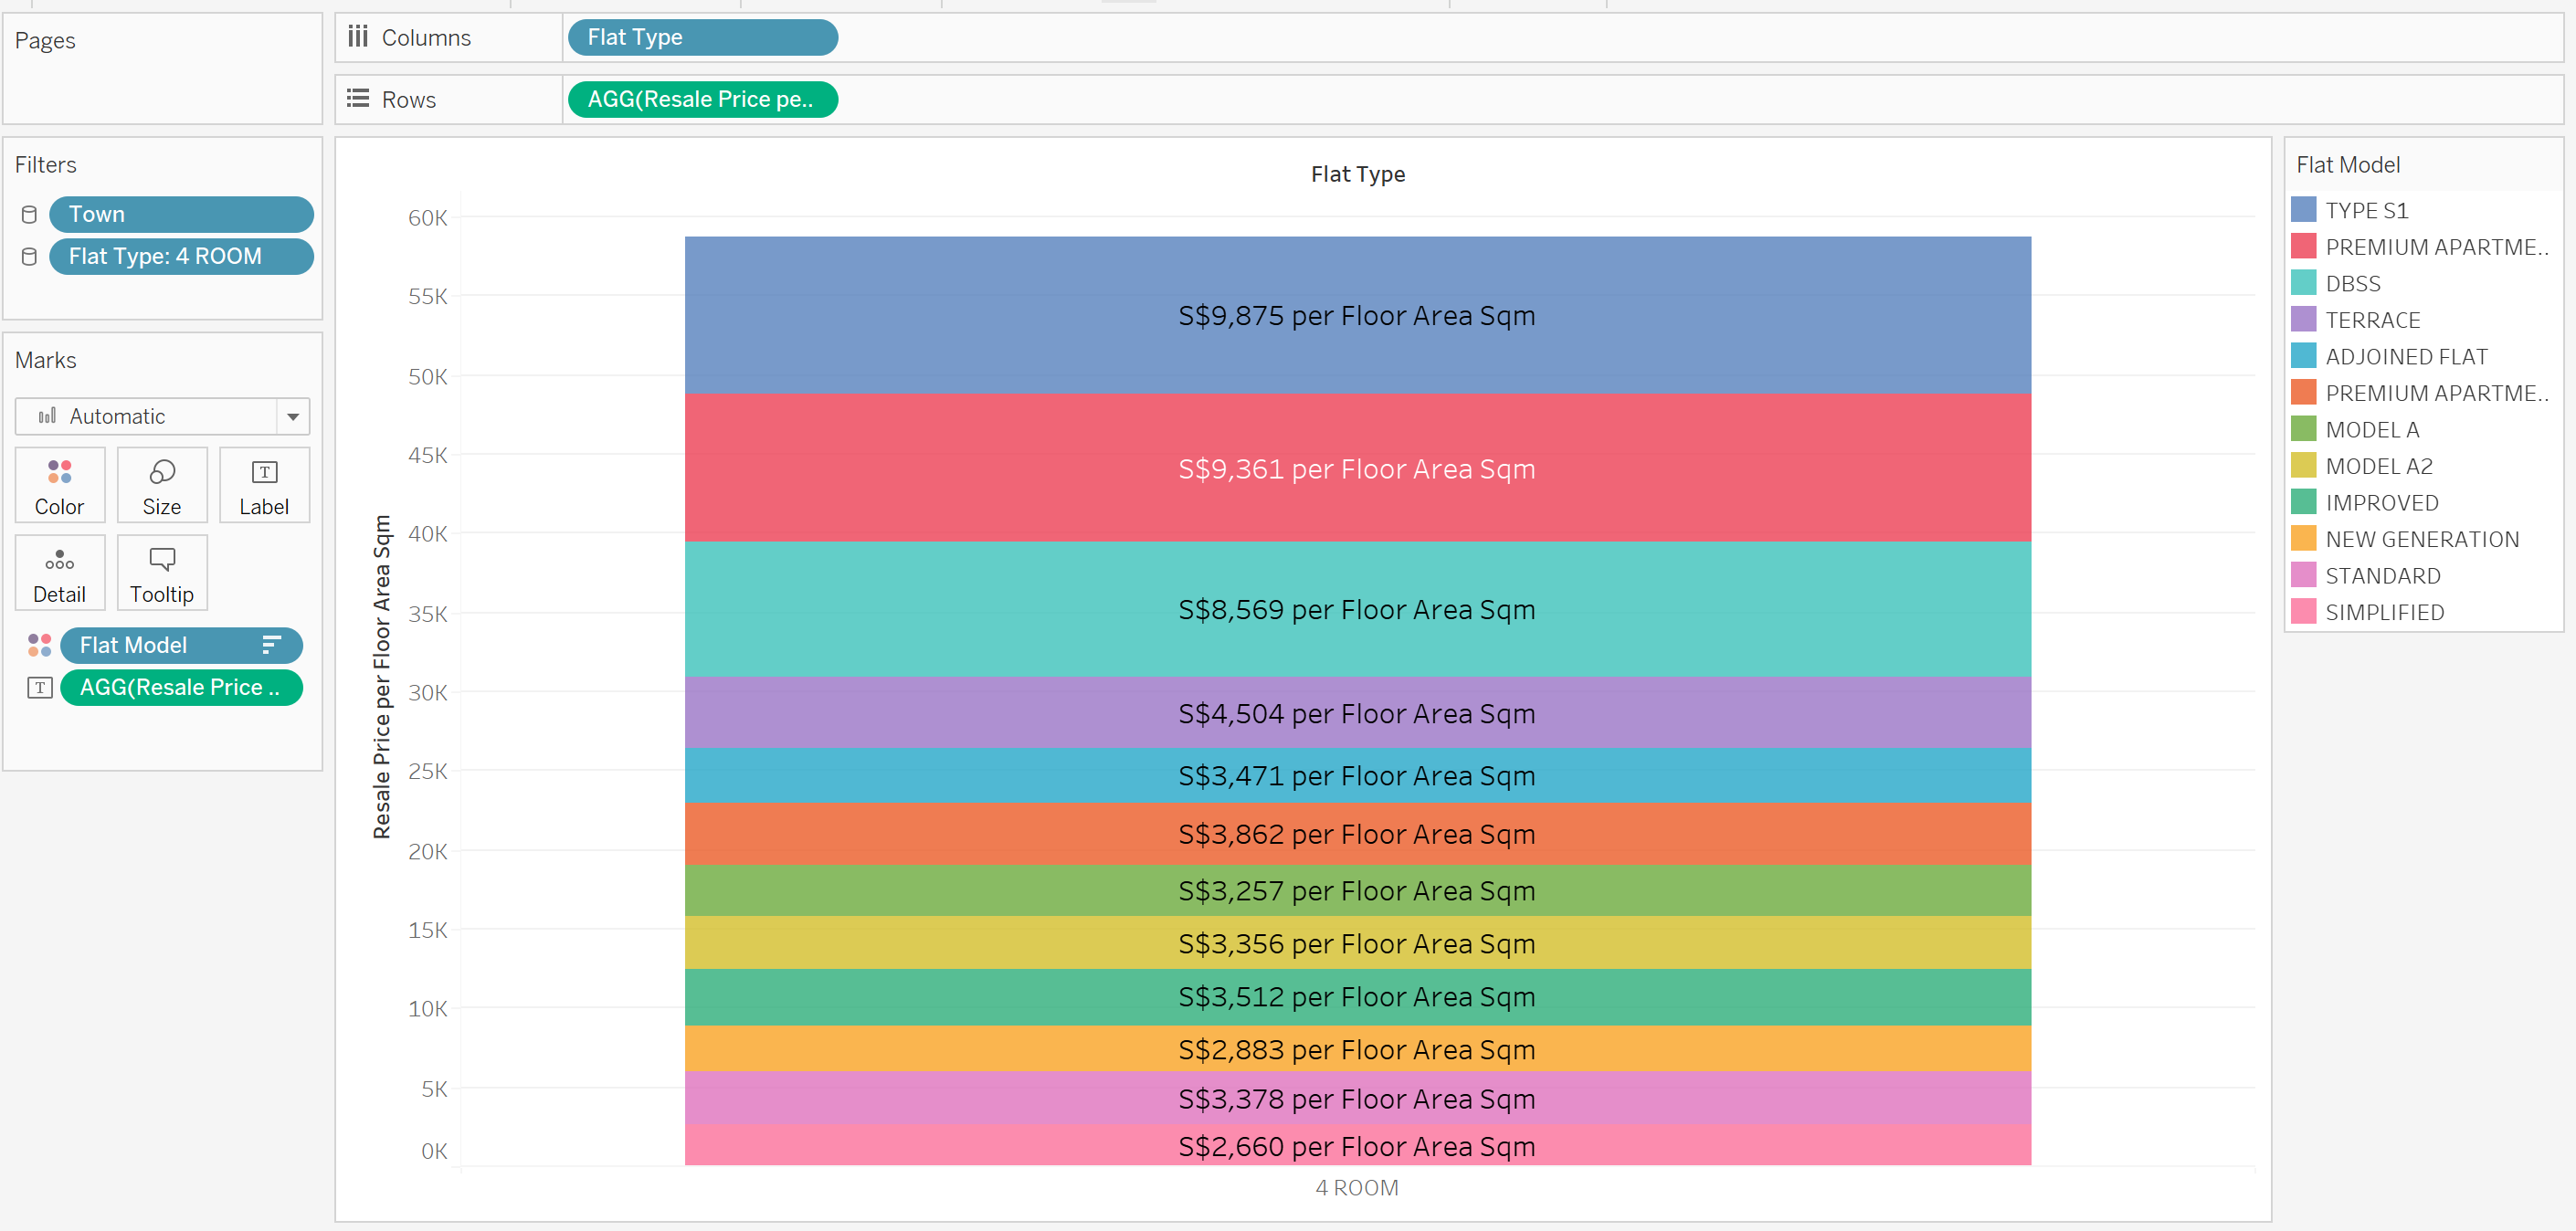 Pages
Columns
Flat Type
Rows
AGG(Resale Price pe..
Filters
Town
Flat Type: 4 ROOM
Marks
Automatic
Color
Size
Label
Detail
Tooltip
Flat Model
AGG(Resale Price ..
Flat Type
Resale Price per Floor Area Sqm
60K
55K
50K
45K
40K
35K
30K
25K
20K
15K
10K
5K
0K
S$9,875 per Floor Area Sqm
S$9,361 per Floor Area Sqm
S$8,569 per Floor Area Sqm
S$4,504 per Floor Area Sqm
S$3,471 per Floor Area Sqm
S$3,862 per Floor Area Sqm
S$3,257 per Floor Area Sqm
S$3,356 per Floor Area Sqm
S$3,512 per Floor Area Sqm
S$2,883 per Floor Area Sqm
S$3,378 per Floor Area Sqm
S$2,660 per Floor Area Sqm
4 ROOM
Flat Model
TYPE S1
PREMIUM APARTME..
DBSS
TERRACE
ADJOINED FLAT
PREMIUM APARTME..
MODEL A
MODEL A2
IMPROVED
NEW GENERATION
STANDARD
SIMPLIFIED